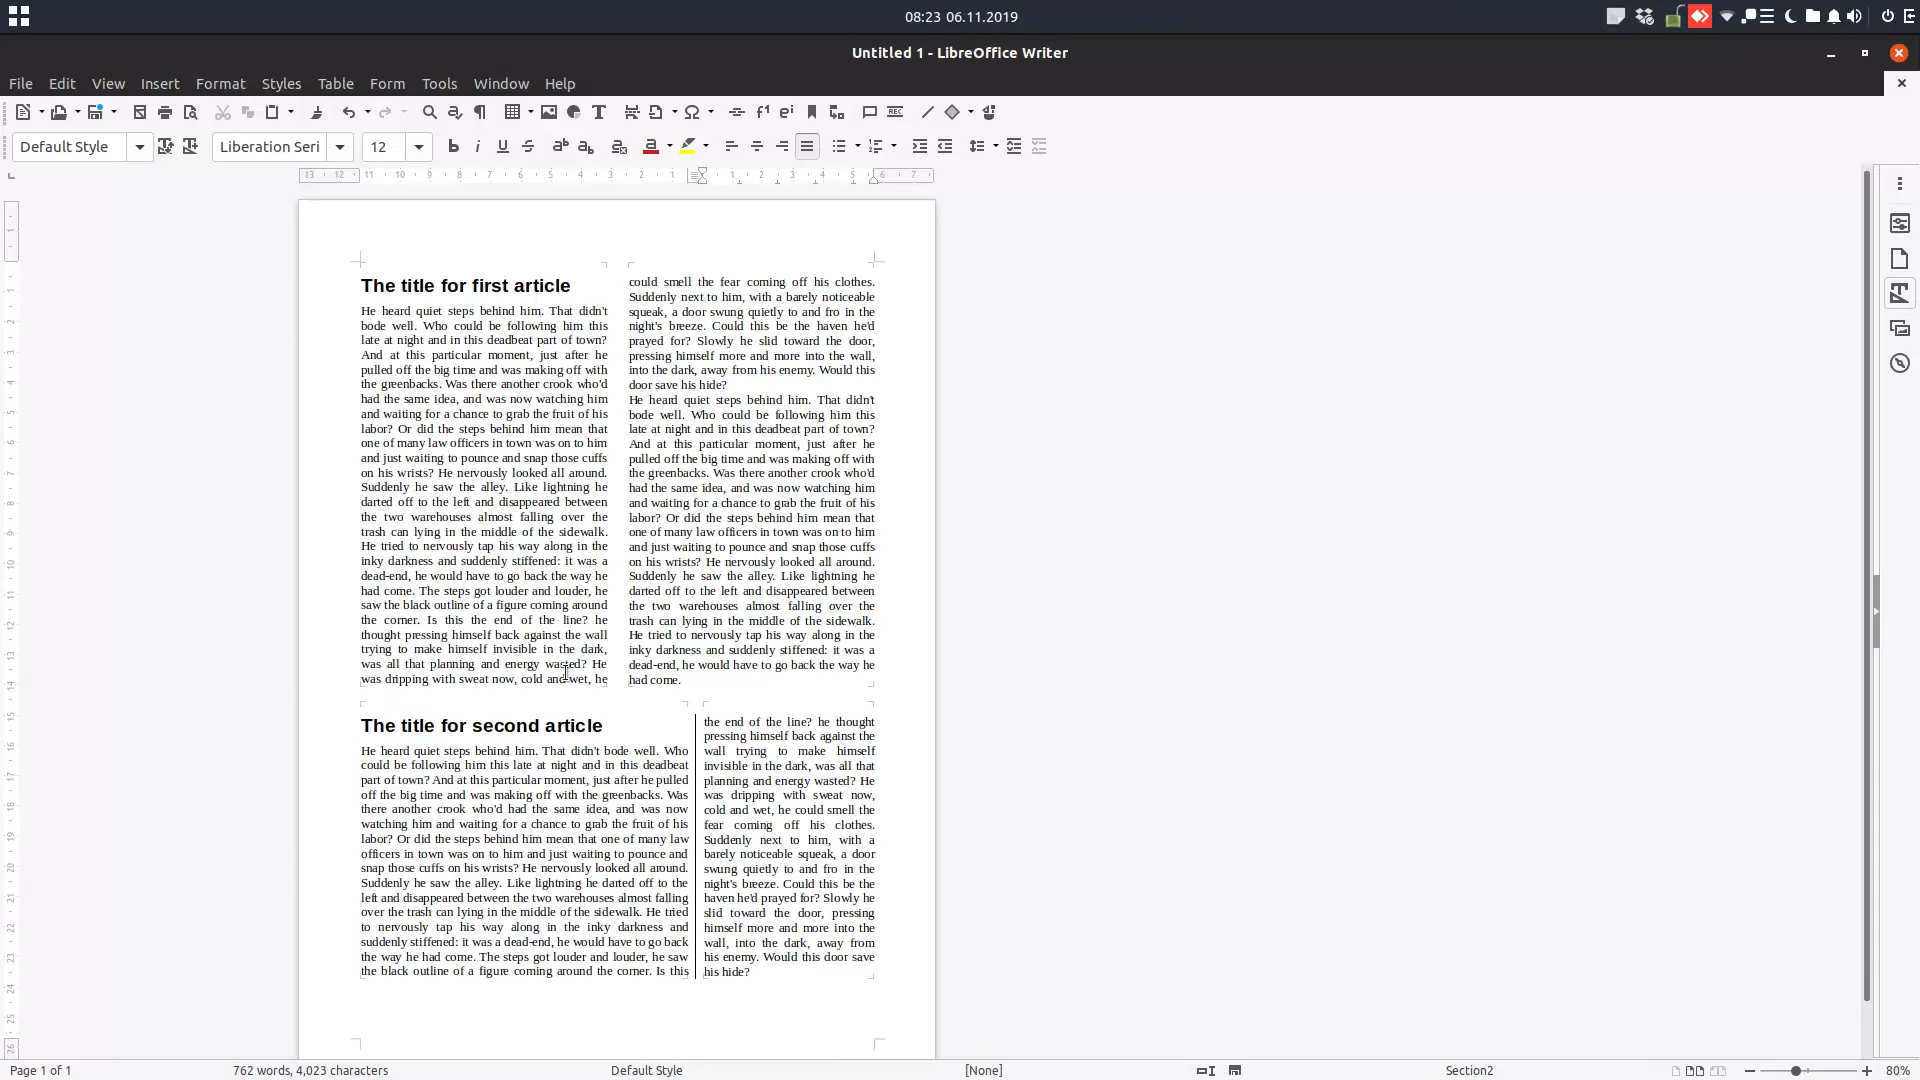 08:23 06.11.2019
Untitled 1 - LibreOffice Writer
File Edit View Insert Format Styles Table Form Tools Window Help
Default Style Liberation Seri 12
13 12 11 10 9 8 7 6 5 4 3 2 1 1 2 3 4 5 6 7
The title for first article
He heard quiet steps behind him. That didn't
bode well. Who could be following him this
late at night and in this deadbeat part of town?
And at this particular moment, just after he
pulled off the big time and was making off with
the greenbacks. Was there another crook who'd
had the same idea, and was now watching him
and waiting for a chance to grab the fruit of his
labor? Or did the steps behind him mean that
one of many law officers in town was on to him
and just waiting to pounce and snap those cuffs
on his wrists? He nervously looked all around.
Suddenly he saw the alley. Like lightning he
darted off to the left and disappeared between
the two warehouses almost falling over the
trash can lying in the middle of the sidewalk.
He tried to nervously tap his way along in the
inky darkness and suddenly stiffened: it was a
dead-end, he would have to go back the way he
had come. The steps got louder and louder, he
saw the black outline of a figure coming around
the corner. Is this the end of the line? he
thought pressing himself back against the wall
trying to make himself invisible in the dark,
was all that planning and energy wasted? He
was dripping with sweat now, cold and wet, he
could smell the fear coming off his clothes.
Suddenly next to him, with a barely noticeable
squeak, a door swung quietly to and fro in the
night's breeze. Could this be the haven he'd
prayed for? Slowly he slid toward the door,
pressing himself more and more into the wall,
into the dark, away from his enemy. Would this
door save his hide?
He heard quiet steps behind him. That didn't
bode well. Who could be following him this
late at night and in this deadbeat part of town?
And at this particular moment, just after he
pulled off the big time and was making off with
the greenbacks. Was there another crook who'd
had the same idea, and was now watching him
and waiting for a chance to grab the fruit of his
labor? Or did the steps behind him mean that
one of many law officers in town was on to him
and just waiting to pounce and snap those cuffs
on his wrists? He nervously looked all around.
Suddenly he saw the alley. Like lightning he
darted off to the left and disappeared between
the two warehouses almost falling over the
trash can lying in the middle of the sidewalk.
He tried to nervously tap his way along in the
inky darkness and suddenly stiffened: it was a
dead-end, he would have to go back the way he
had come.
The title for second article
He heard quiet steps behind him. That didn't bode well. Who
could be following him this late at night and in this deadbeat
part of town? And at this particular moment, just after he pulled
off the big time and was making off with the greenbacks. Was
there another crook who'd had the same idea, and was now
watching him and waiting for a chance to grab the fruit of his
labor? Or did the steps behind him mean that one of many law
officers in town was on to him and just waiting to pounce and
snap those cuffs on his wrists? He nervously looked all around.
Suddenly he saw the alley. Like lightning he darted off to the
left and disappeared between the two warehouses almost falling
over the trash can lying in the middle of the sidewalk. He tried
to nervously tap his way along in the inky darkness and
suddenly stiffened: it was a dead-end, he would have to go back
the way he had come. The steps got louder and louder, he saw
the black outline of a figure coming around the corner. Is this
the end of the line? he thought
pressing himself back against the
wall trying to make himself
invisible in the dark, was all that
planning and energy wasted? He
was dripping with sweat now,
cold and wet, he could smell the
fear coming off his clothes.
Suddenly next to him, with a
barely noticeable squeak, a door
swung quietly to and fro in the
night's breeze. Could this be the
haven he'd prayed for? Slowly he
slid toward the door, pressing
himself more and more into the
wall, into the dark, away from
his enemy. Would this door save
his hide?
Page 1 of 1 762 words, 4,023 characters Default Style [None] Section2 80%